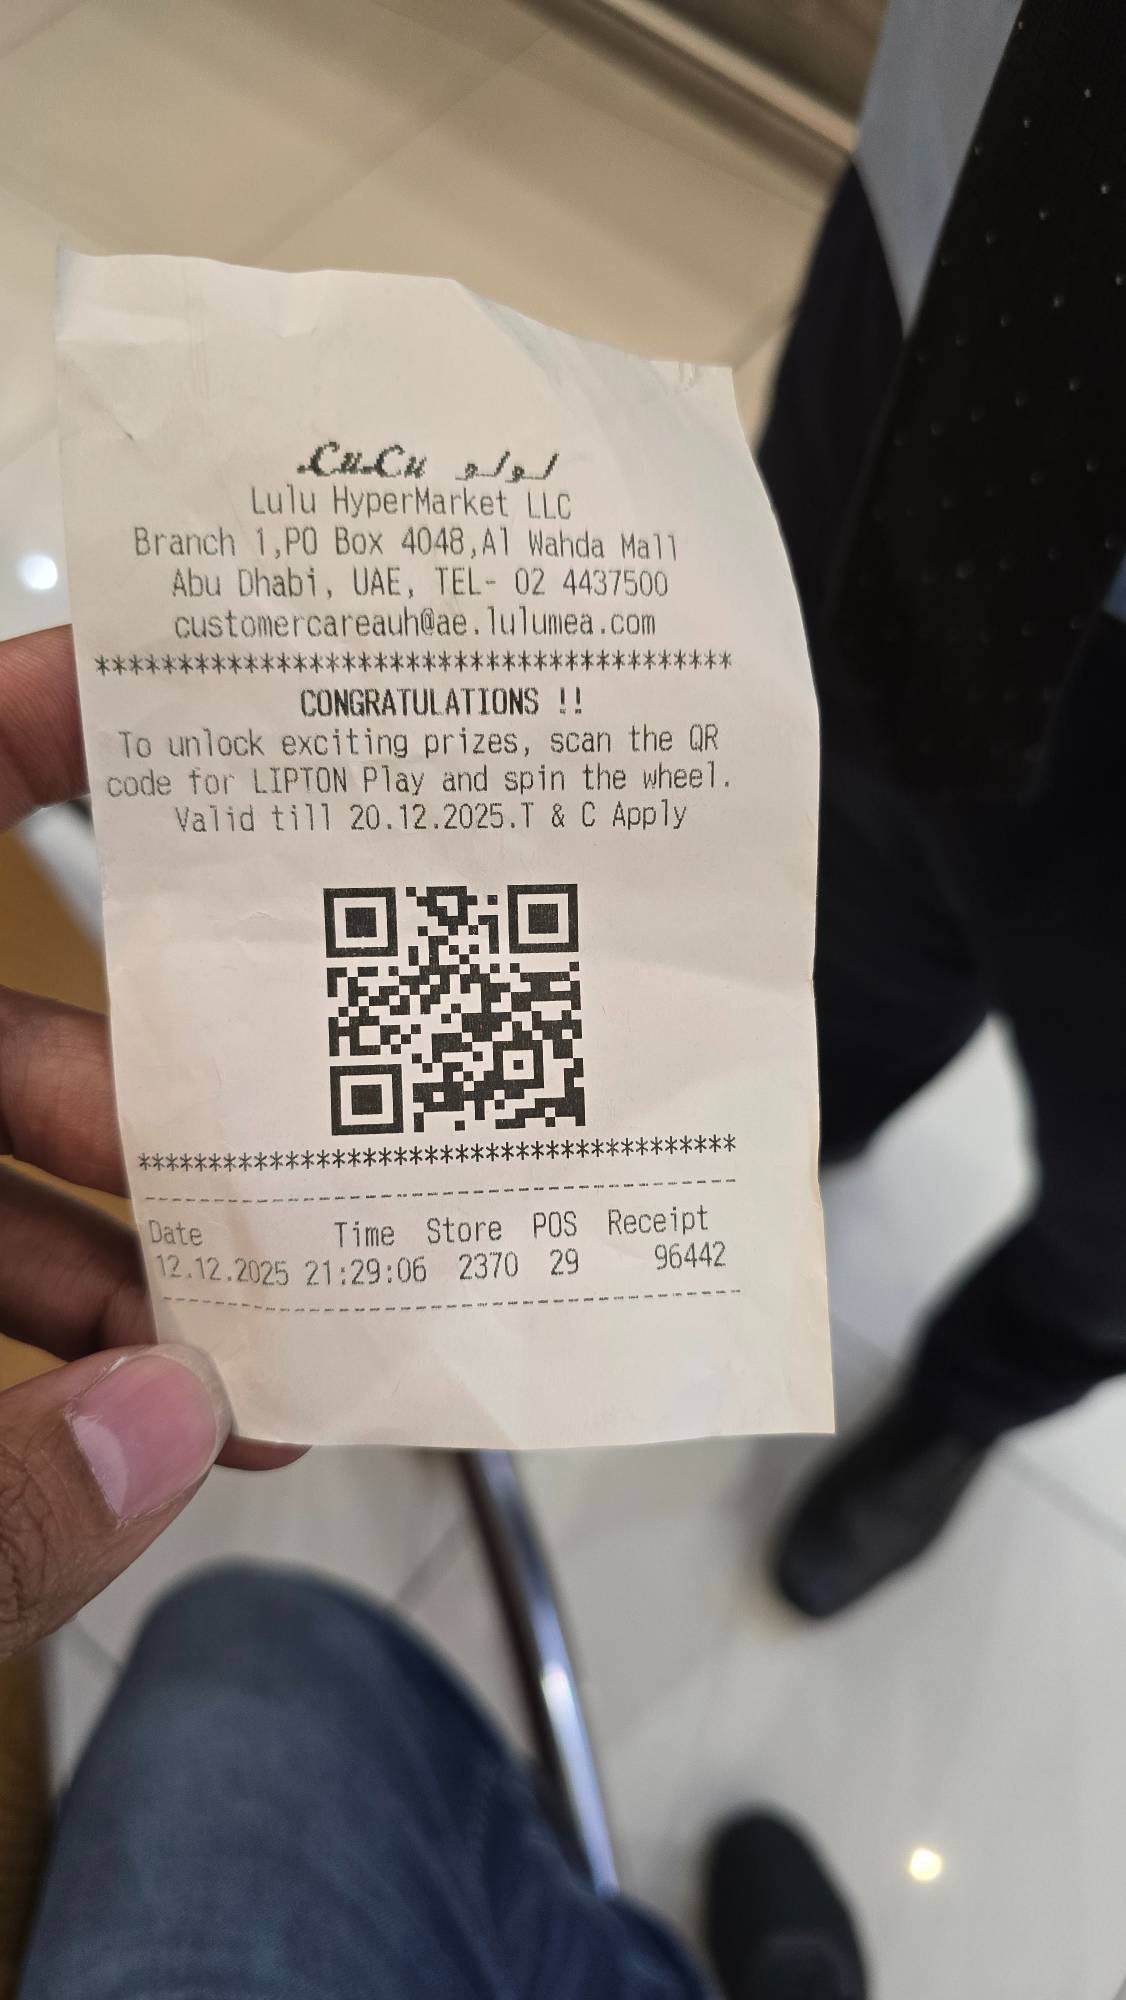 LuLu لولو
Lulu HyperMarket LLC
Branch 1,PO Box 4048,Al Wahda Mall
Abu Dhabi, UAE, TEL- 02 4437500
customercareauh@ae.lulumea.com
*****************************************
CONGRATULATIONS !!
To unlock exciting prizes, scan the QR
code for LIPTON Play and spin the wheel.
Valid till 20.12.2025.T & C Apply
*****************************************
-----------------------------------------
Date Time Store POS Receipt
12.12.2025 21:29:06 2370 29 96442
-----------------------------------------